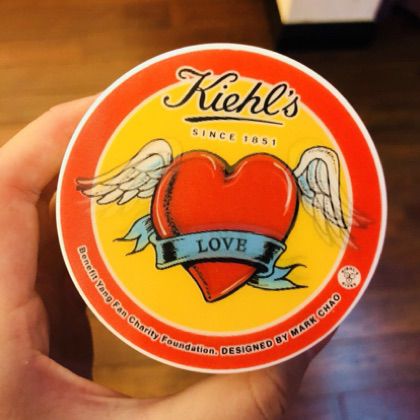 Kiehl's
SINCE 1851
LOVE
Benefit Yang Fan Charity Foundation. DESIGNED BY MARK CHAO